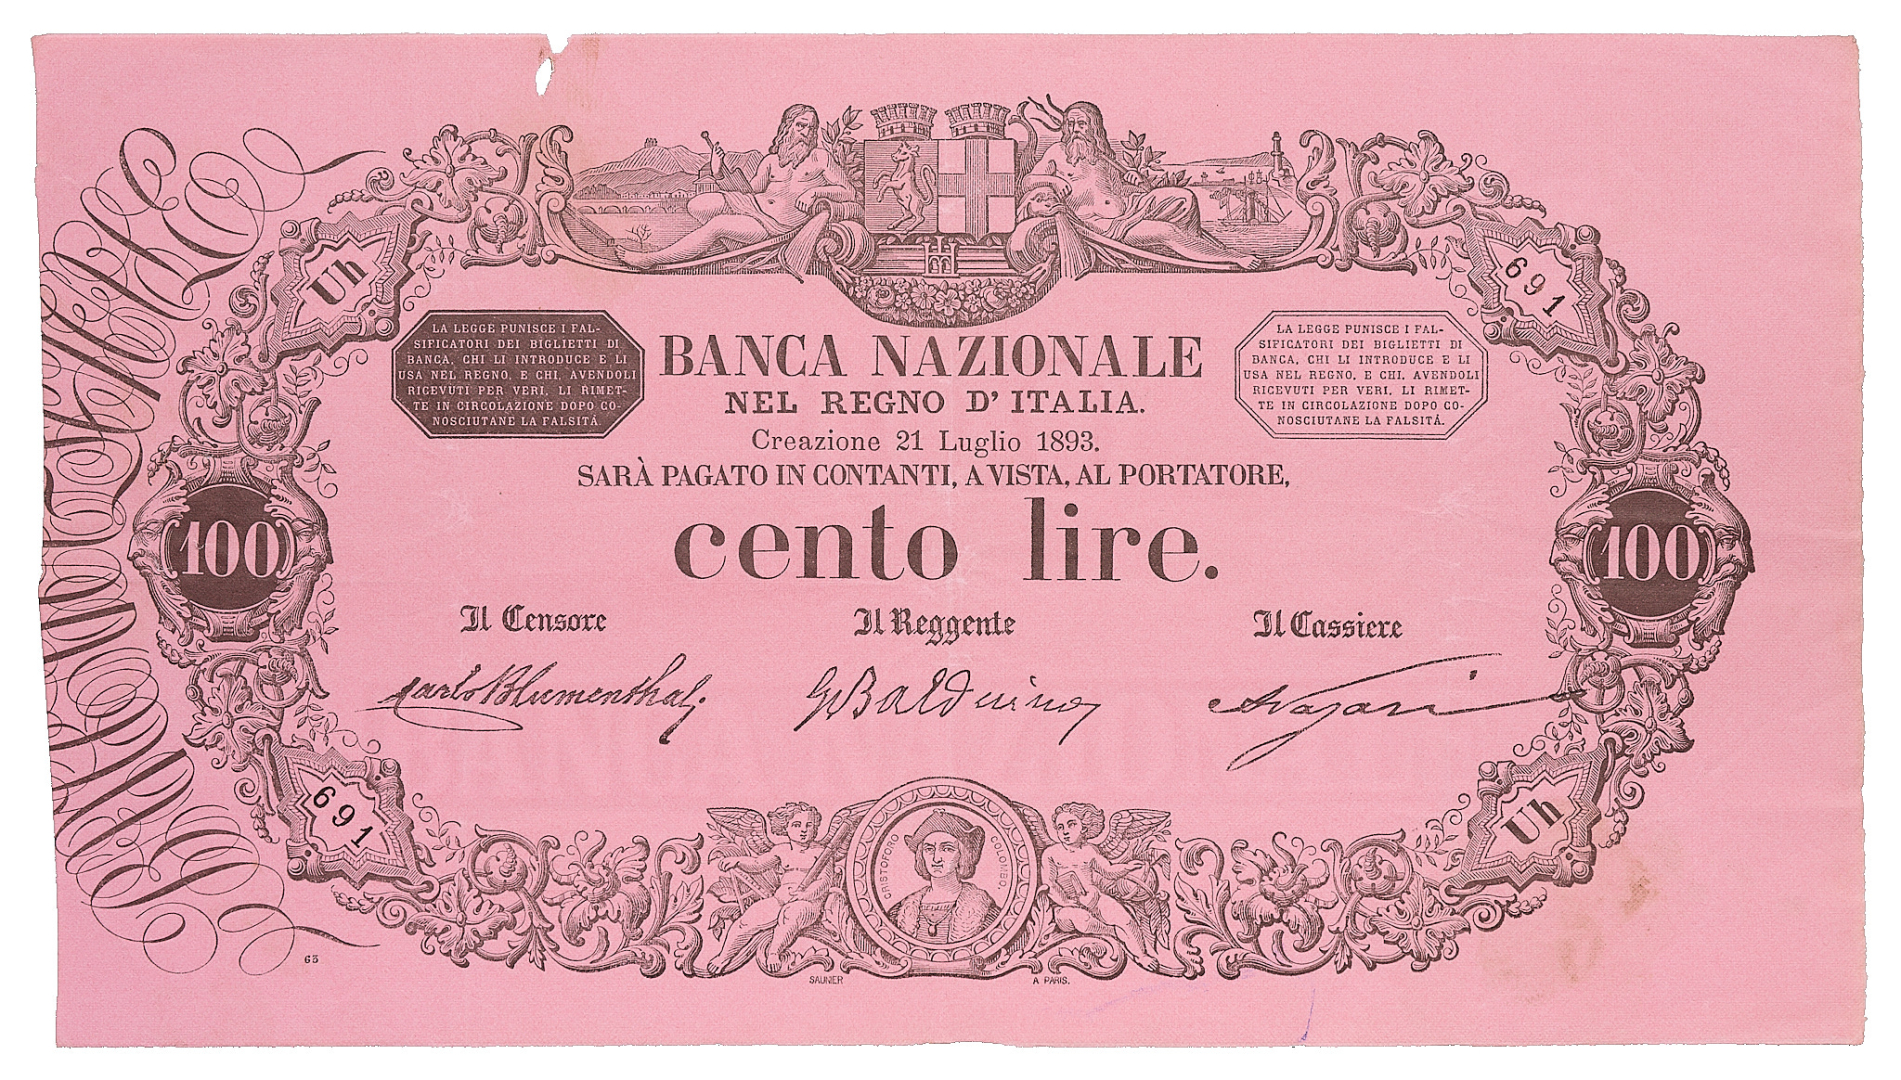 Uh
691
LA LEGGE PUNISCE I FAL-
SIFICATORI DEI BIGLIETTI DI
BANCA, CHI LI INTRODUCE E LI
USA NEL REGNO, E CHI, AVENDOLI
RICEVUTI PER VERI, LI RIMET-
TE IN CIRCOLAZIONE DOPO CO-
NOSCIUTANE LA FALSITÀ.
BANCA NAZIONALE
NEL REGNO D'ITALIA.
Creazione 21 Luglio 1893.
SARÀ PAGATO IN CONTANTI, A VISTA, AL PORTATORE,
cento lire.
LA LEGGE PUNISCE I FAL-
SIFICATORI DEI BIGLIETTI DI
BANCA, CHI LI INTRODUCE E LI
USA NEL REGNO, E CHI, AVENDOLI
RICEVUTI PER VERI, LI RIMET-
TE IN CIRCOLAZIONE DOPO CO-
NOSCIUTANE LA FALSITÀ.
100
100
Il Censore
Il Reggente
Il Cassiere
Carlo Blumenthal
G Balduino
Nazari
691
Uh
CRISTOFORO COLOMBO.
63
SAUNIER
A PARIS.